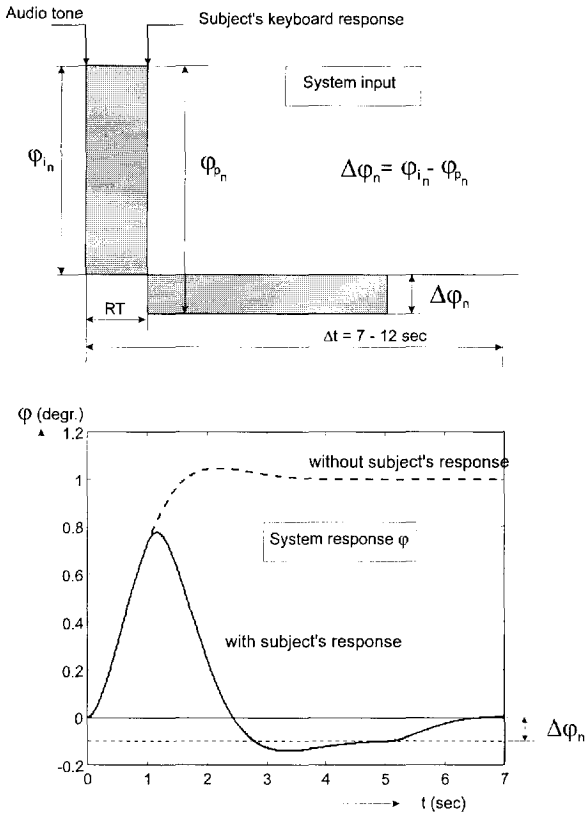 Audio tone
Subject's keyboard response
System input
φiₙ
φpₙ
Δφₙ = φiₙ - φpₙ
Δφₙ
RT
Δt = 7 - 12 sec
φ (degr.)
1.2
without subject's response
1
0.8
System response φ
0.6
0.4
with subject's response
0.2
0
Δφₙ
-0.2
0 1 2 3 4 5 6 7
t (sec)